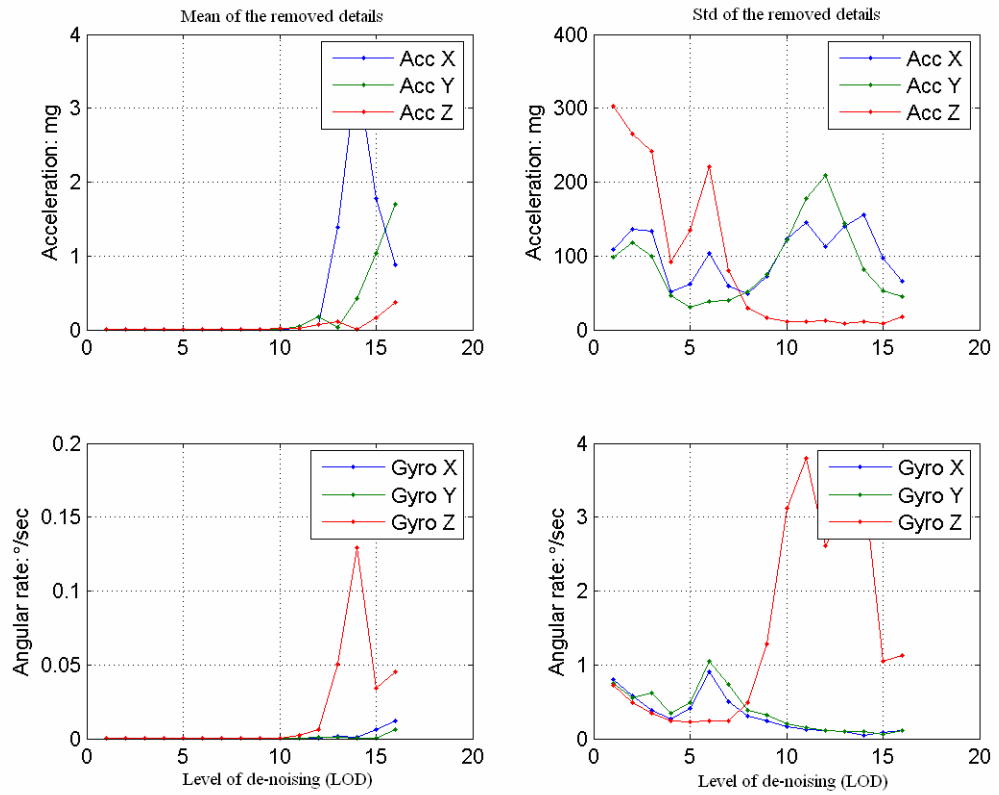 Mean of the removed details
Acceleration: mg
4
3
2
1
0
0
5
10
15
20
Acc X
Acc Y
Acc Z
Std of the removed details
Acceleration: mg
400
300
200
100
0
0
5
10
15
20
Acc X
Acc Y
Acc Z
Angular rate: °/sec
0.2
0.15
0.1
0.05
0
0
5
10
15
20
Gyro X
Gyro Y
Gyro Z
Level of de-noising (LOD)
Angular rate: °/sec
4
3
2
1
0
0
5
10
15
20
Gyro X
Gyro Y
Gyro Z
Level of de-noising (LOD)